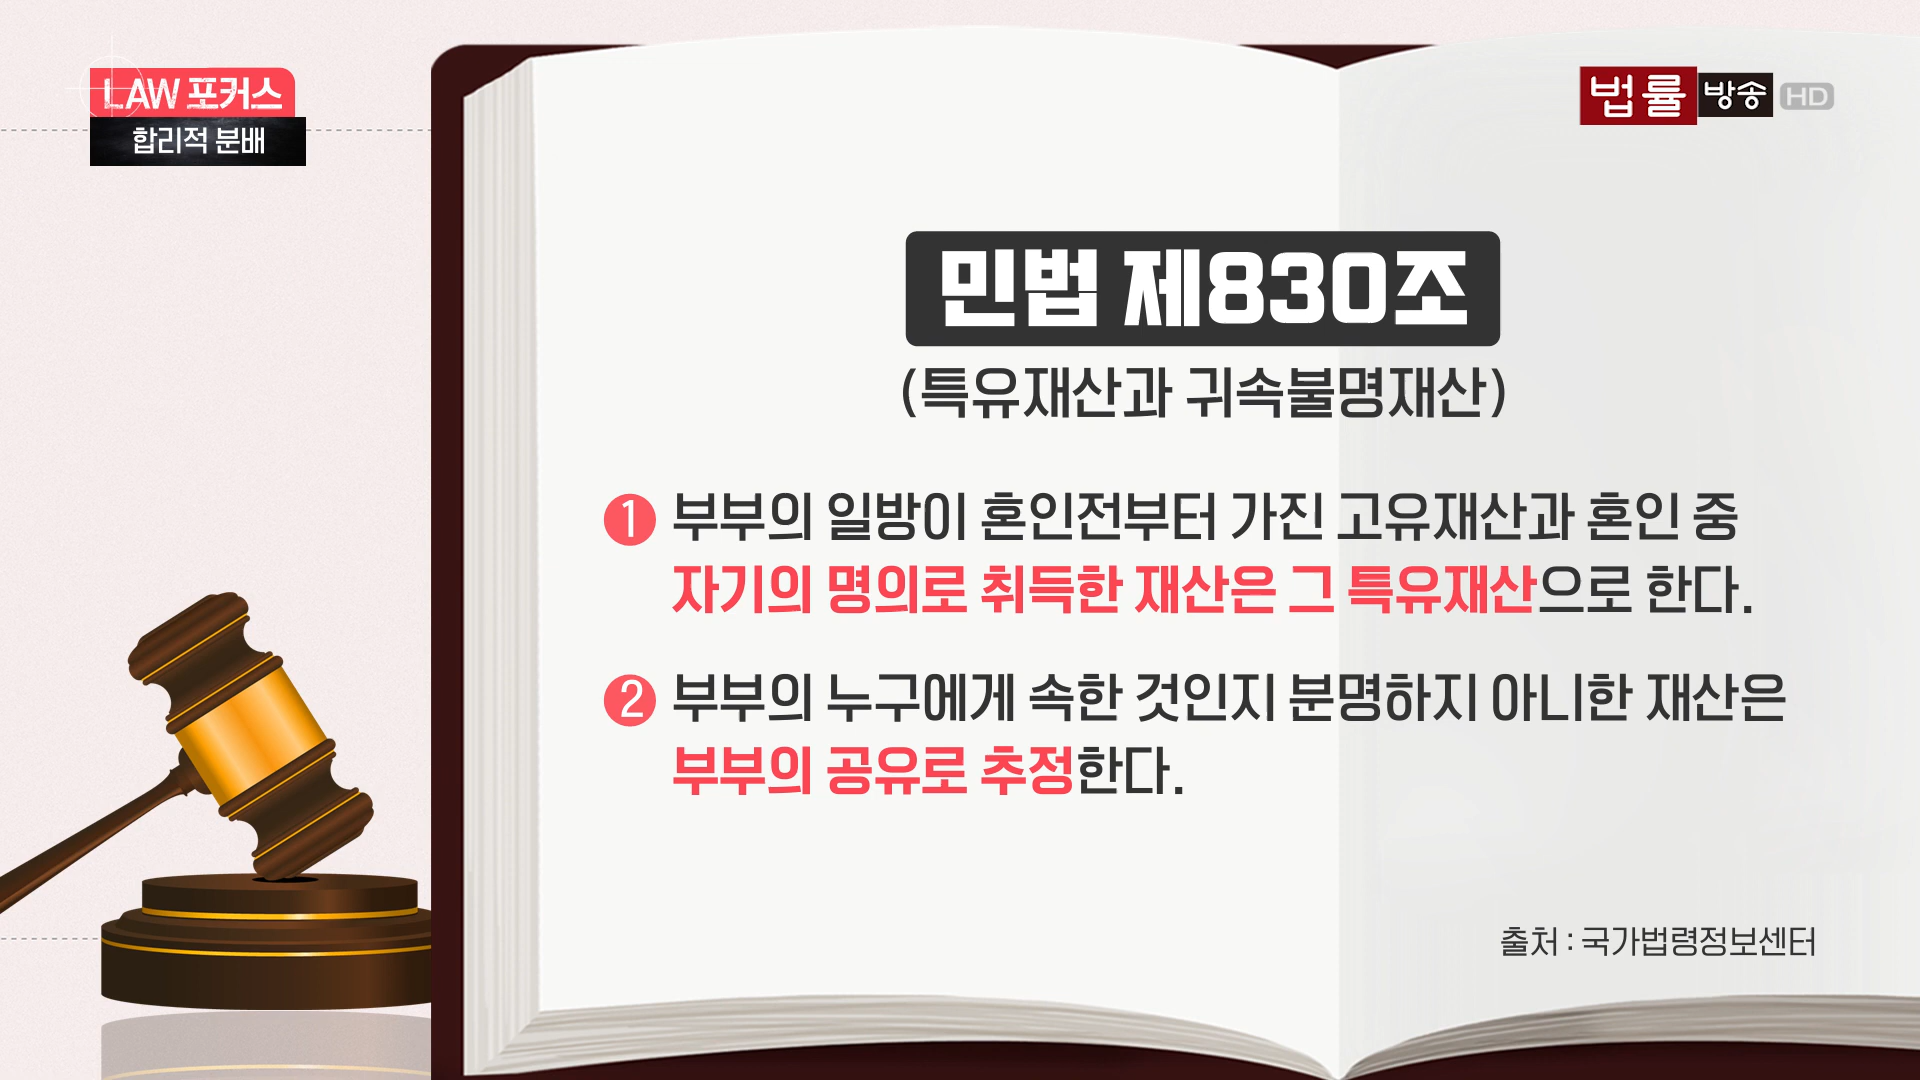 LAW 포커스
합리적 분배
법률방송 HD
민법 제830조
(특유재산과 귀속불명재산)
1 부부의 일방이 혼인전부터 가진 고유재산과 혼인 중
자기의 명의로 취득한 재산은 그 특유재산으로 한다.
2 부부의 누구에게 속한 것인지 분명하지 아니한 재산은
부부의 공유로 추정한다.
출처 : 국가법령정보센터